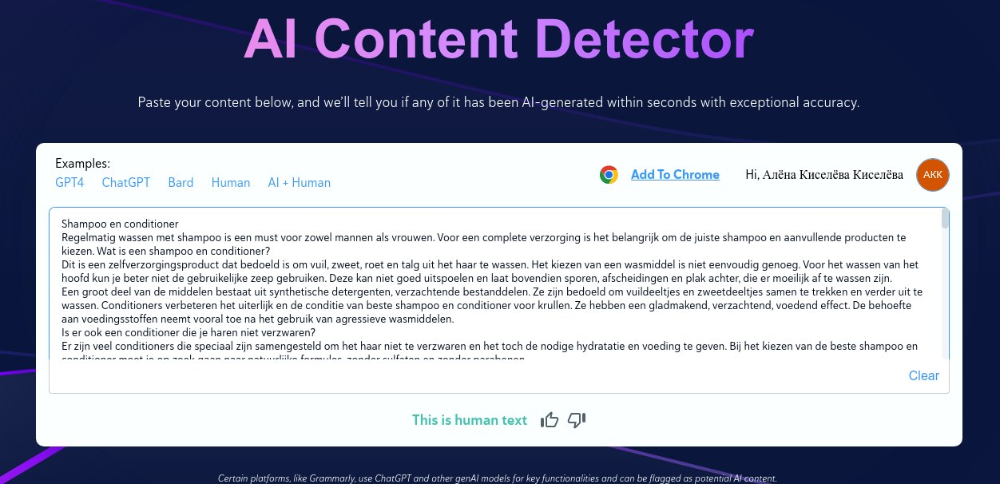 AI Content Detector
Paste your content below, and we'll tell you if any of it has been AI-generated within seconds with exceptional accuracy.
Examples:
GPT4 ChatGPT Bard Human AI + Human
Add To Chrome Hi, Алёна Киселёва Киселёва AKK
Shampoo en conditioner
Regelmatig wassen met shampoo is een must voor zowel mannen als vrouwen. Voor een complete verzorging is het belangrijk om de juiste shampoo en aanvullende producten te
kiezen. Wat is een shampoo en conditioner?
Dit is een zelfverzorgingsproduct dat bedoeld is om vuil, zweet, roet en talg uit het haar te wassen. Het kiezen van een wasmiddel is niet eenvoudig genoeg. Voor het wassen van het
hoofd kun je beter niet de gebruikelijke zeep gebruiken. Deze kan niet goed uitspoelen en laat bovendien sporen, afscheidingen en plak achter, die er moeilijk af te wassen zijn.
Een groot deel van de middelen bestaat uit synthetische detergenten, verzachtende bestanddelen. Ze zijn bedoeld om vuildeeltjes en zweetdeeltjes samen te trekken en verder uit te
wassen. Conditioners verbeteren het uiterlijk en de conditie van beste shampoo en conditioner voor krullen. Ze hebben een gladmakend, verzachtend, voedend effect. De behoefte
aan voedingsstoffen neemt vooral toe na het gebruik van agressieve wasmiddelen.
Is er ook een conditioner die je haren niet verzwaren?
Er zijn veel conditioners die speciaal zijn samengesteld om het haar niet te verzwaren en het toch de nodige hydratatie en voeding te geven. Bij het kiezen van de beste shampoo en
conditioner moet je op zoek gaan naar natuurlijke formules, zonder sulfaten en zonder parabenen.
Clear
This is human text
Certain platforms, like Grammarly, use ChatGPT and other genAI models for key functionalities and can be flagged as potential AI content.